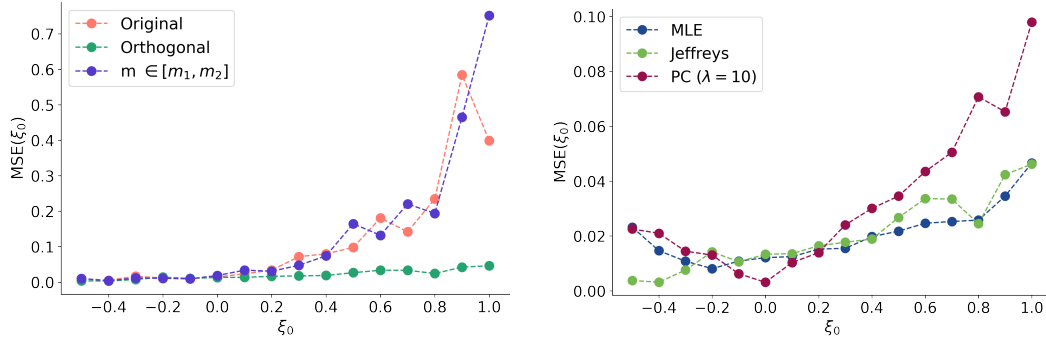 Original
Orthogonal
m ∈ [m₁, m₂]
MSE(ξ₀)
0.7
0.6
0.5
0.4
0.3
0.2
0.1
0.0
−0.4 −0.2 0.0 0.2 0.4 0.6 0.8 1.0
ξ₀
MLE
Jeffreys
PC (λ = 10)
MSE(ξ₀)
0.10
0.08
0.06
0.04
0.02
0.00
−0.4 −0.2 0.0 0.2 0.4 0.6 0.8 1.0
ξ₀